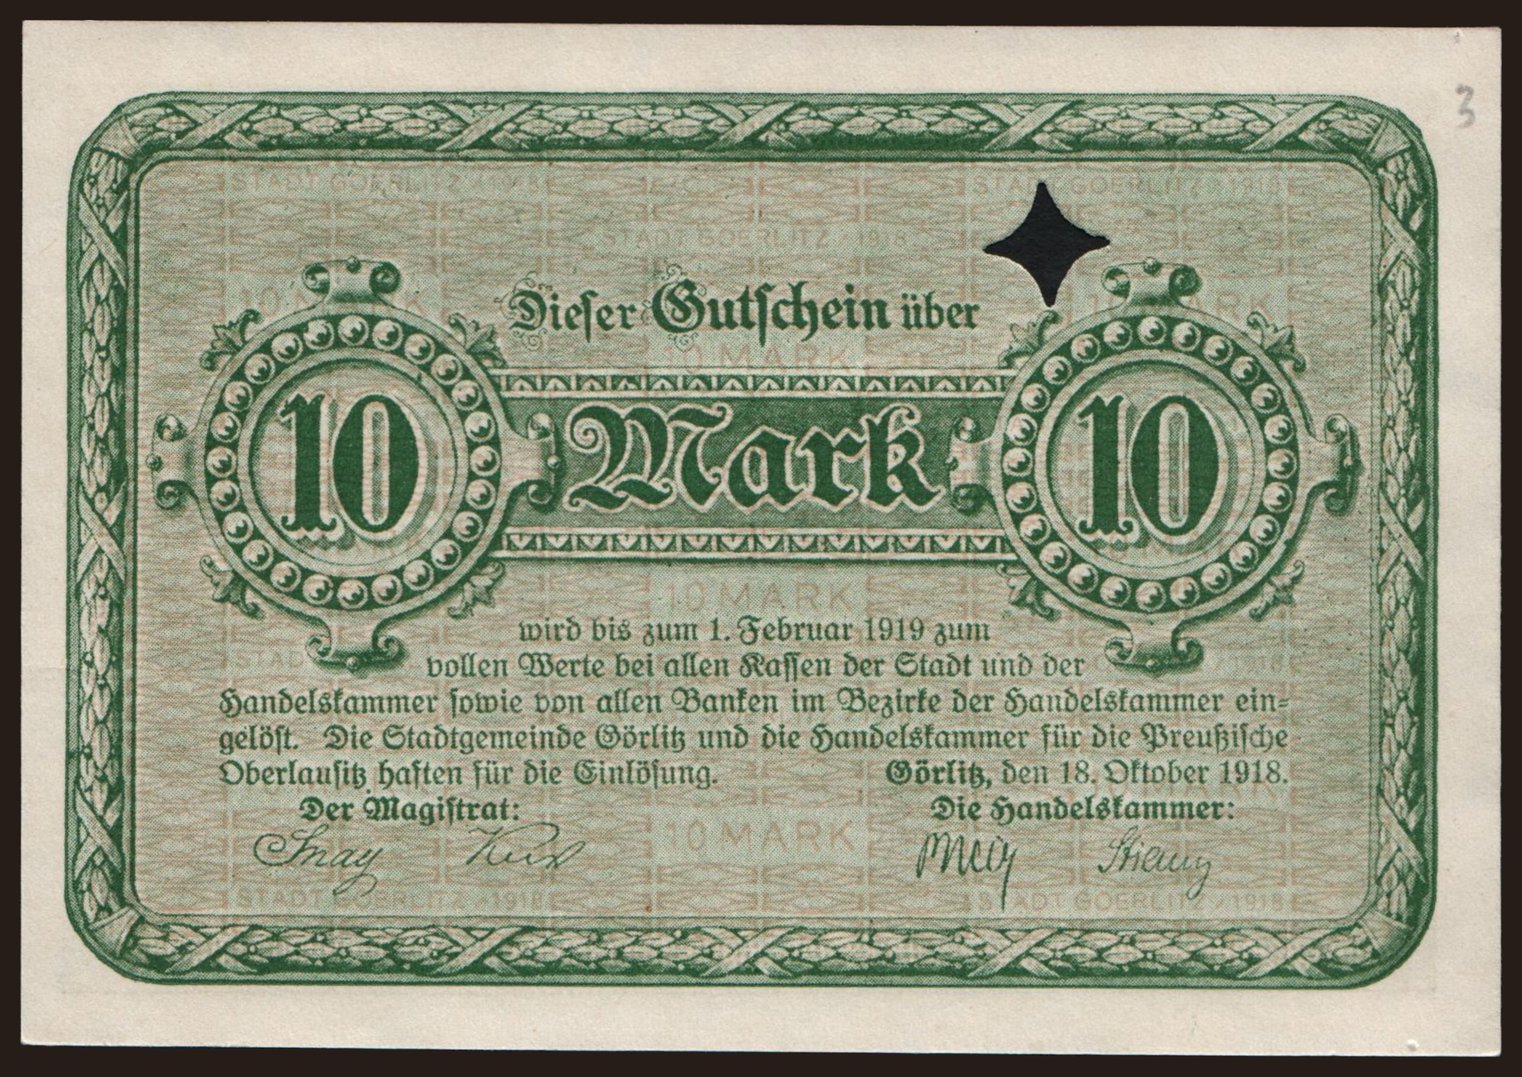 3
STADT GOERLITZ 1918 STADT GOERLITZ 1918
STADT GOERLITZ 1918
Dieser Gutschein über
10 MARK
10 Mark 10
10 MARK
wird bis zum 1. Februar 1919 zum
vollen Werte bei allen Kassen der Stadt und der
Handelskammer sowie von allen Banken im Bezirke der Handelskammer ein-
gelöst. Die Stadtgemeinde Görlitz und die Handelskammer für die Preußische
Oberlausitz haften für die Einlösung. Görlitz, den 18. Oktober 1918.
Der Magistrat: Die Handelskammer:
Snay
10 MARK
STADT GOERLITZ 1918 STADT GOERLITZ 1918